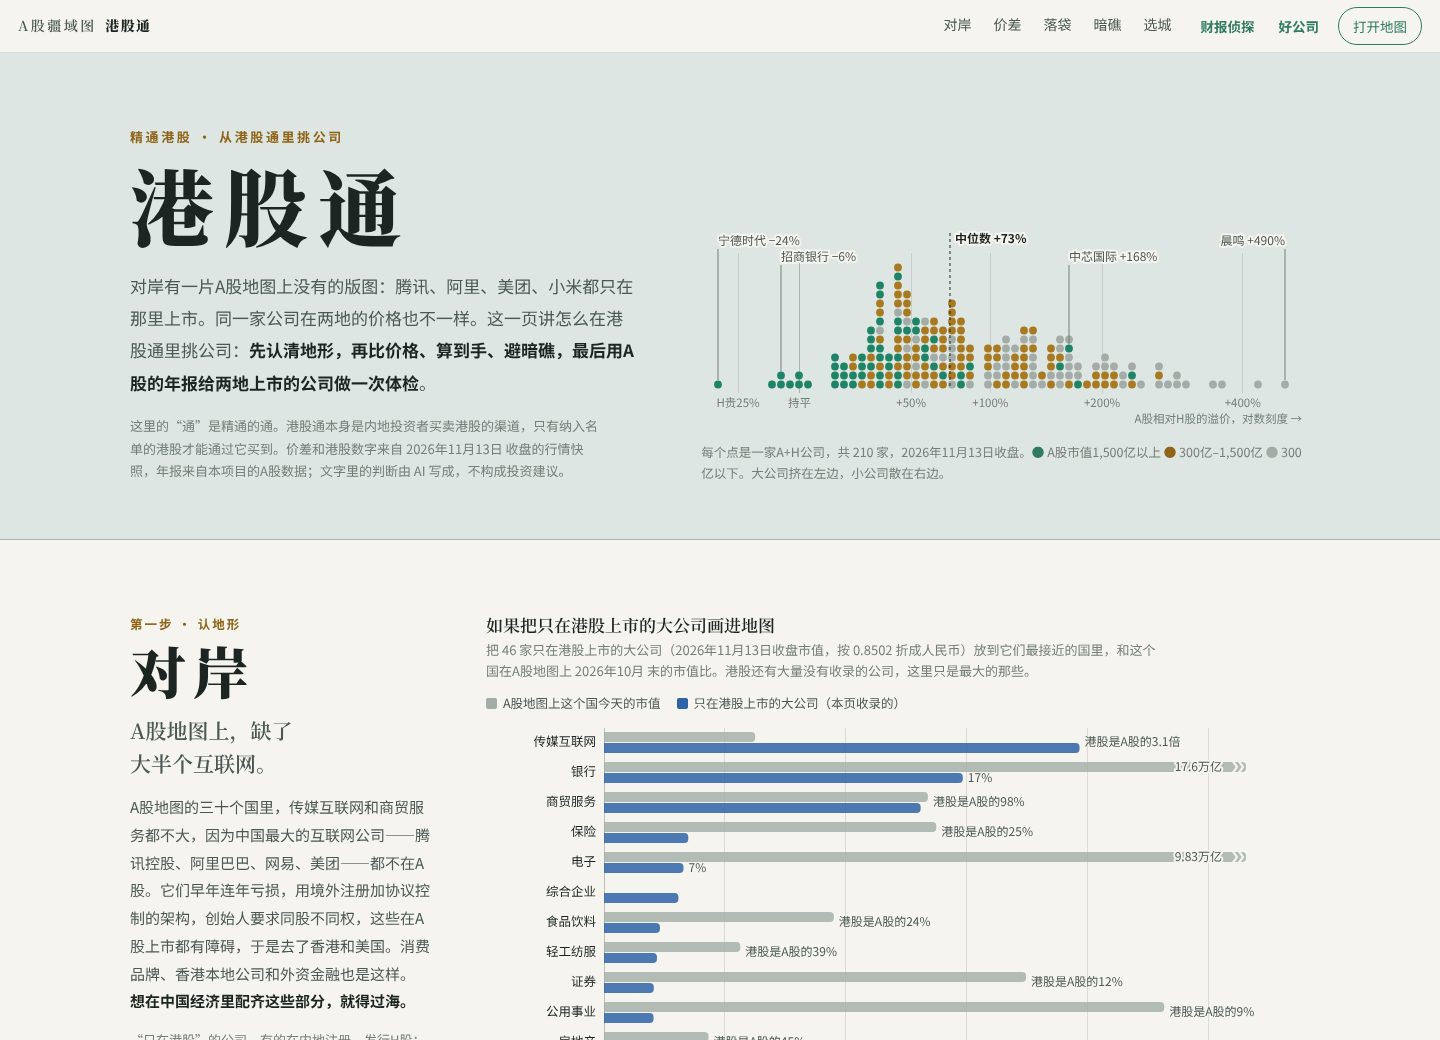 A股疆域图 港股通
对岸 价差 落袋 暗礁 选城 财报侦探 好公司 打开地图
精通港股 · 从港股通里挑公司
港股通
对岸有一片A股地图上没有的版图：腾讯、阿里、美团、小米都只在
那里上市。同一家公司在两地的价格也不一样。这一页讲怎么在港
股通里挑公司：先认清地形，再比价格、算到手、避暗礁，最后用A
股的年报给两地上市的公司做一次体检。
这里的“通”是精通的通。港股通本身是内地投资者买卖港股的渠道，只有纳入名
单的港股才能通过它买到。价差和港股数字来自 2026年11月13日 收盘的行情快
照，年报来自本项目的A股数据；文字里的判断由 AI 写成，不构成投资建议。
宁德时代 −24%
招商银行 −6%
中位数 +73%
中芯国际 +168%
晨鸣 +490%
H贵25% 持平 +50% +100% +200% +400%
A股相对H股的溢价，对数刻度 →
每个点是一家A+H公司，共 210 家，2026年11月13日收盘。 A股市值1,500亿以上 300亿–1,500亿 300
亿以下。大公司挤在左边，小公司散在右边。
第一步 · 认地形
对岸
A股地图上，缺了
大半个互联网。
A股地图的三十个国里，传媒互联网和商贸服
务都不大，因为中国最大的互联网公司——腾
讯控股、阿里巴巴、网易、美团——都不在A
股。它们早年连年亏损，用境外注册加协议控
制的架构，创始人要求同股不同权，这些在A
股上市都有障碍，于是去了香港和美国。消费
品牌、香港本地公司和外资金融也是这样。
想在中国经济里配齐这些部分，就得过海。
“只在港股”的公司，有的在内地注册、发行H股；
如果把只在港股上市的大公司画进地图
把 46 家只在港股上市的大公司（2026年11月13日收盘市值，按 0.8502 折成人民币）放到它们最接近的国里，和这个
国在A股地图上 2026年10月 末的市值比。港股还有大量没有收录的公司，这里只是最大的那些。
A股地图上这个国今天的市值 只在港股上市的大公司（本页收录的）
传媒互联网 港股是A股的3.1倍
银行 17.6万亿
17%
商贸服务 港股是A股的98%
保险 港股是A股的25%
电子 9.83万亿
7%
综合企业
食品饮料 港股是A股的24%
轻工纺服 港股是A股的39%
证券 港股是A股的12%
公用事业 港股是A股的9%
房地产 港股是A股的45%